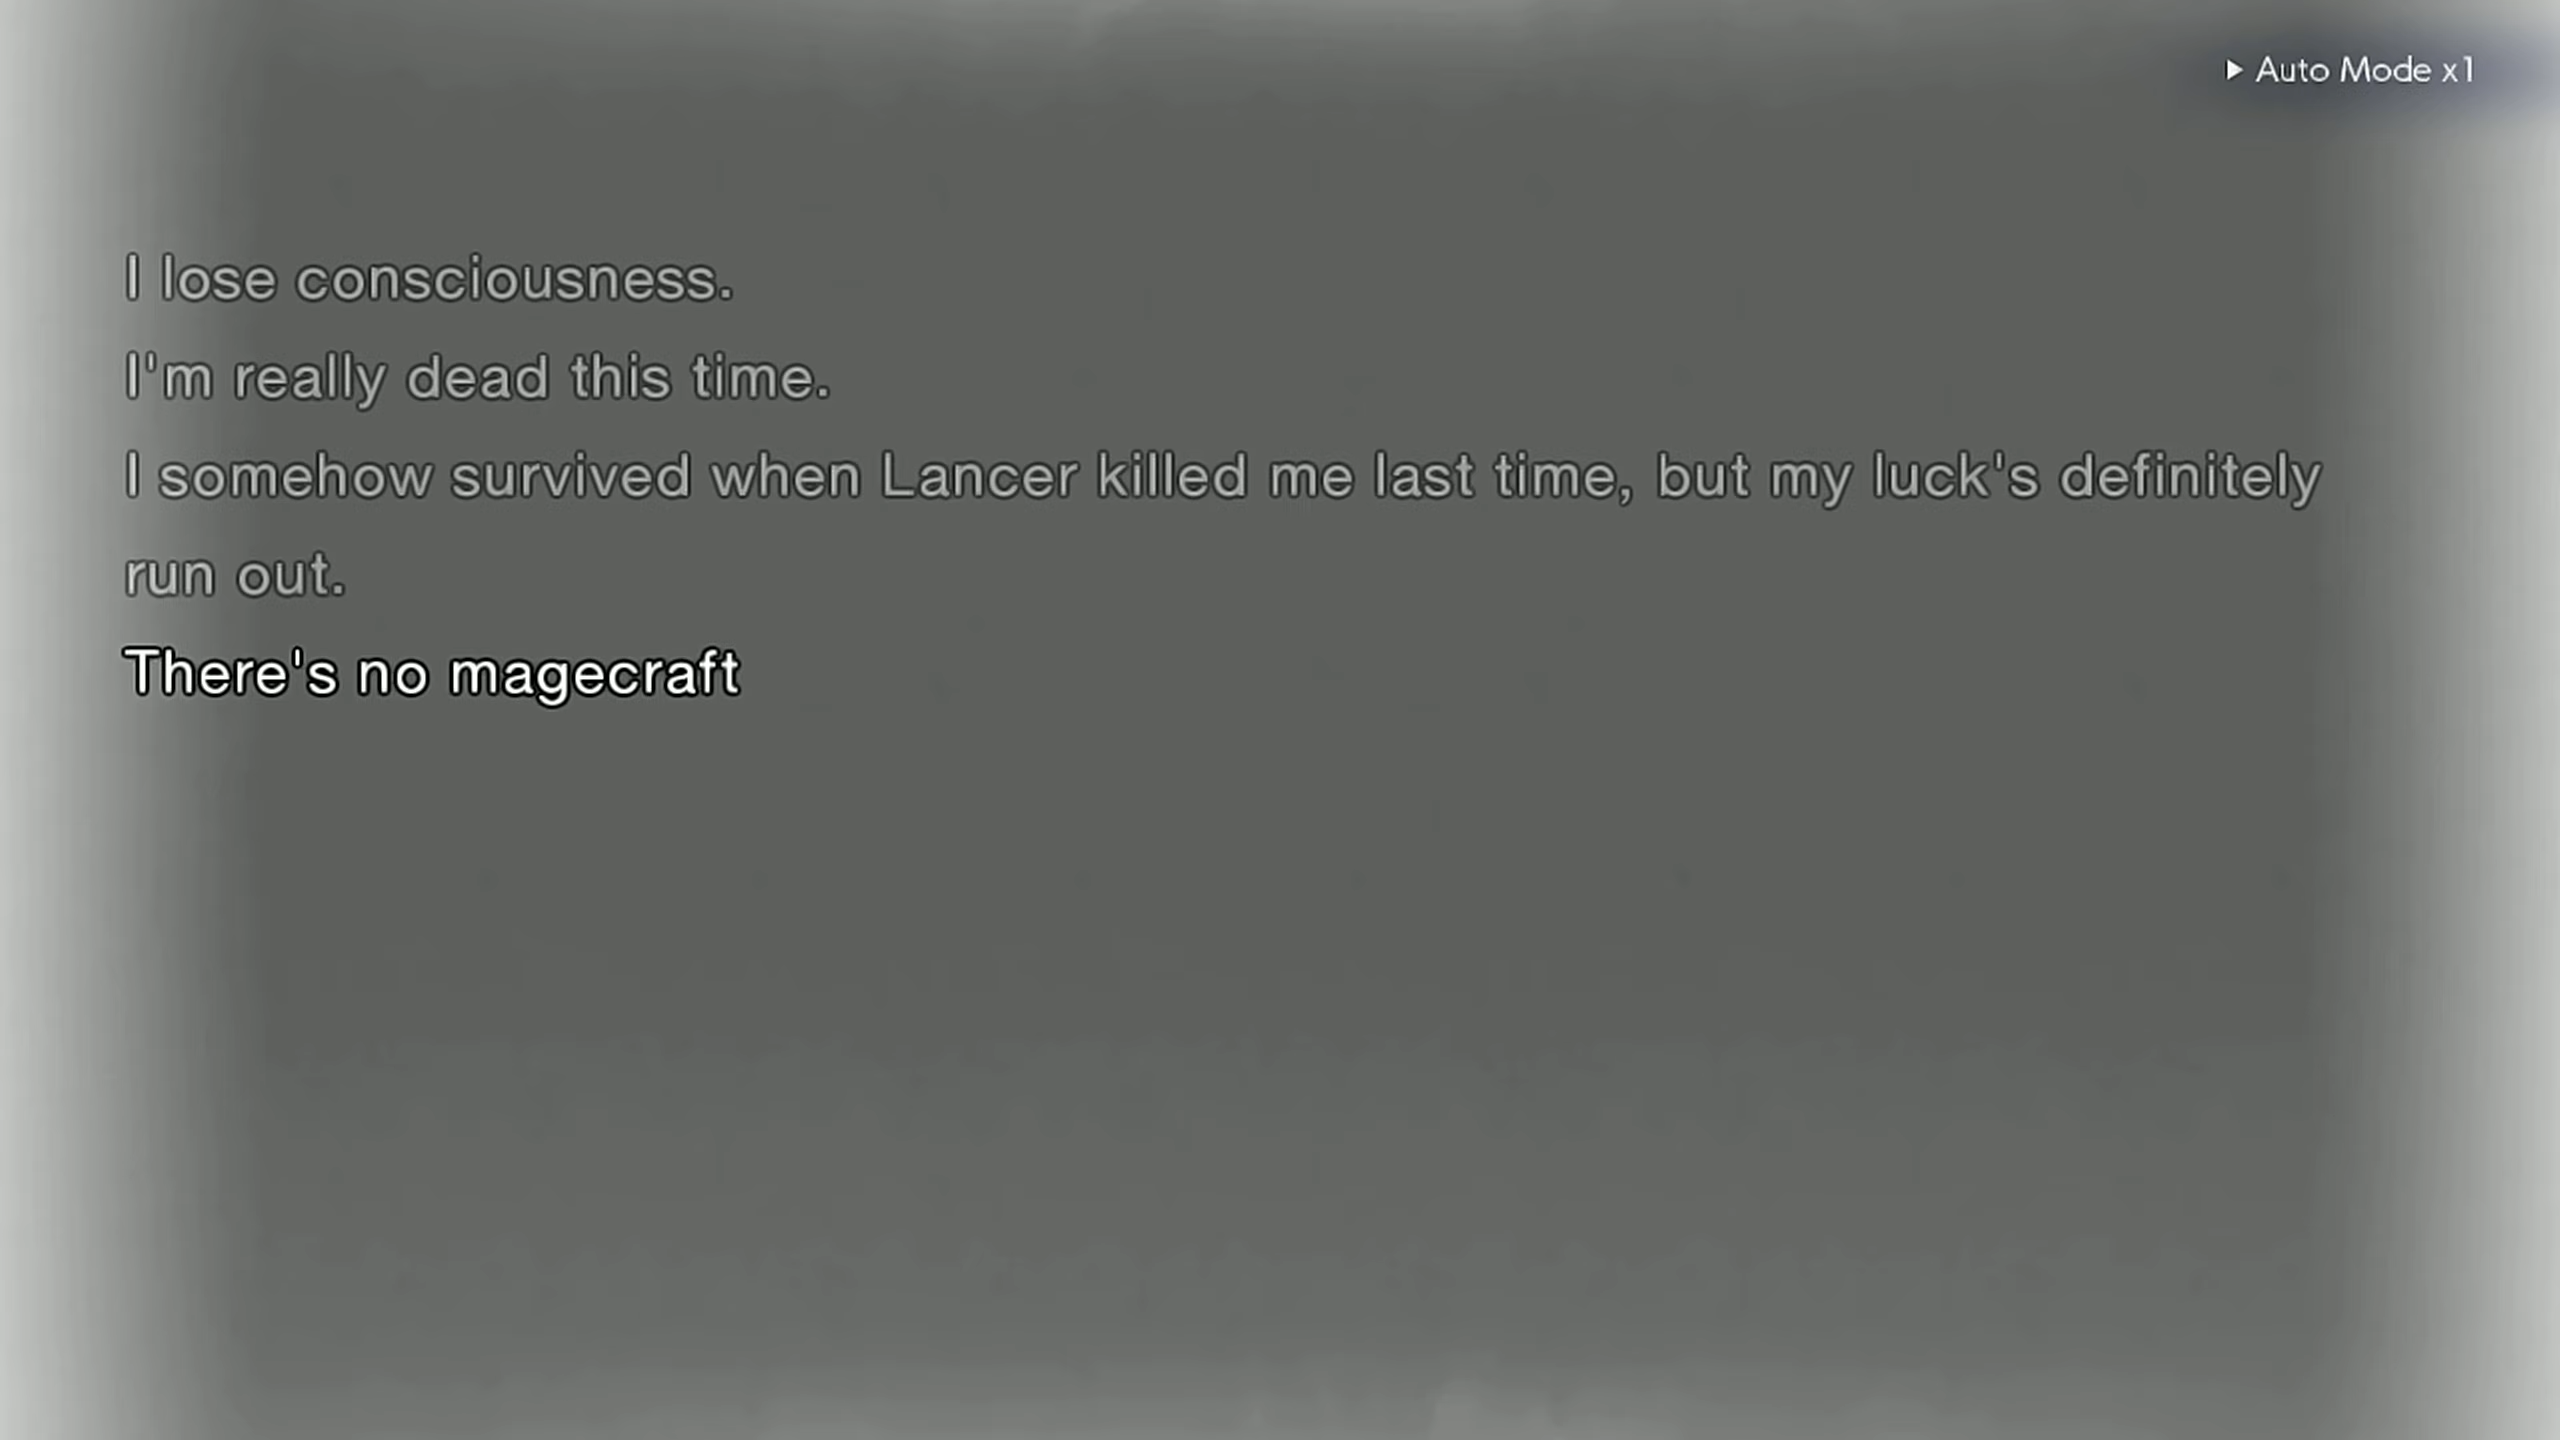 ▶ Auto Mode x1
I lose consciousness.
I'm really dead this time.
I somehow survived when Lancer killed me last time, but my luck's definitely
run out.
There's no magecraft